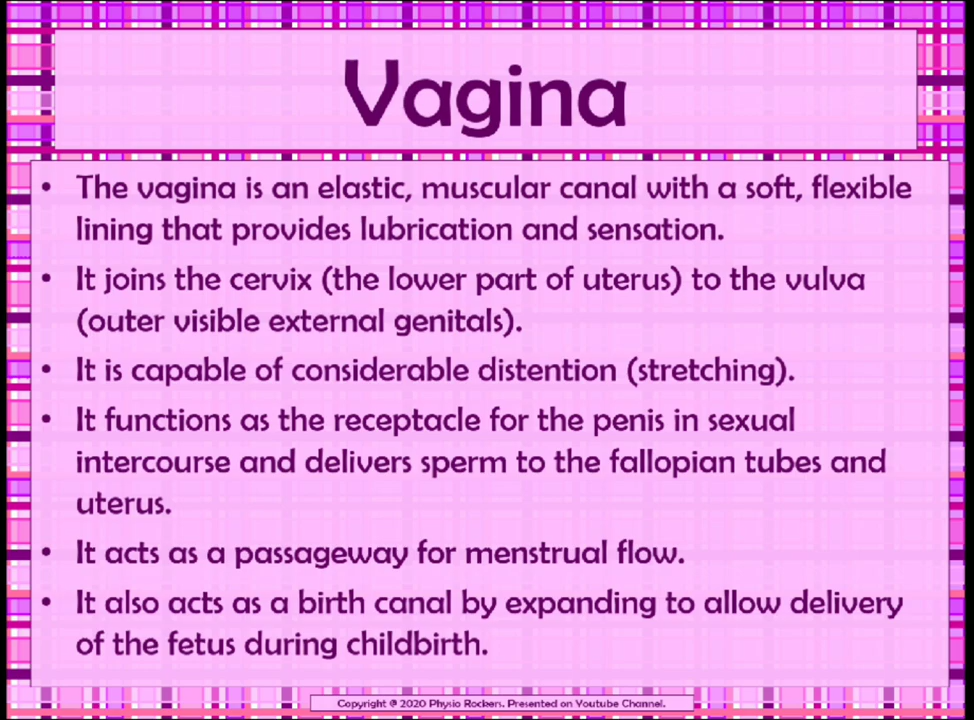 Vagina
• The vagina is an elastic, muscular canal with a soft, flexible
lining that provides lubrication and sensation.
• It joins the cervix (the lower part of uterus) to the vulva
(outer visible external genitals).
• It is capable of considerable distention (stretching).
• It functions as the receptacle for the penis in sexual
intercourse and delivers sperm to the fallopian tubes and
uterus.
• It acts as a passageway for menstrual flow.
• It also acts as a birth canal by expanding to allow delivery
of the fetus during childbirth.
Copyright @ 2020 Physio Rockers. Presented on Youtube Channel.